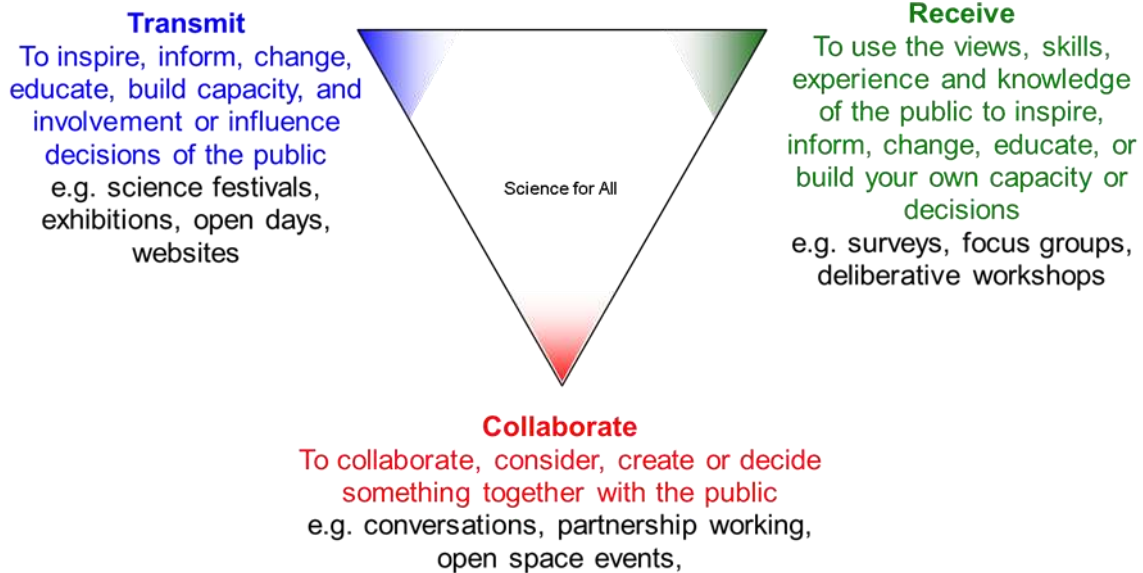 Transmit
To inspire, inform, change,
educate, build capacity, and
involvement or influence
decisions of the public
e.g. science festivals,
exhibitions, open days,
websites
Receive
To use the views, skills,
experience and knowledge
of the public to inspire,
inform, change, educate, or
build your own capacity or
decisions
e.g. surveys, focus groups,
deliberative workshops
Science for All
Collaborate
To collaborate, consider, create or decide
something together with the public
e.g. conversations, partnership working,
open space events,